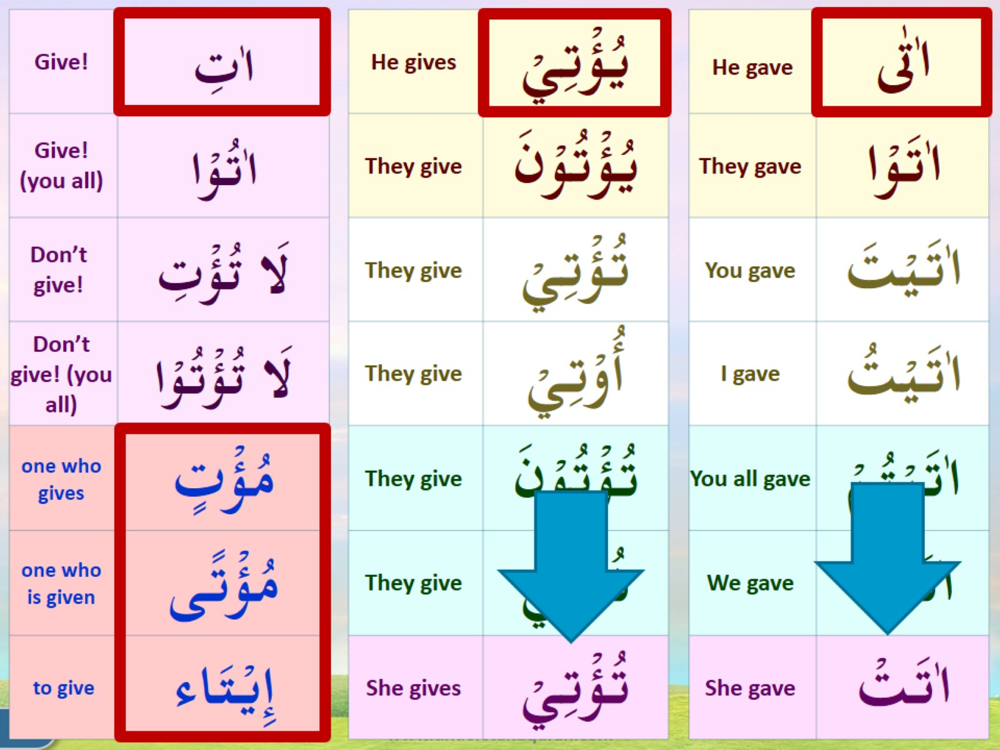 Give! اٰتِ He gives يُؤْتِيْ He gave اٰتٰى
Give! (you all) اٰتُوْا They give يُؤْتُوْنَ They gave اٰتَوْا
Don’t give! لَا تُؤْتِ They give تُؤْتِيْ You gave اٰتَيْتَ
Don’t give! (you all) لَا تُؤْتُوْا They give أُوْتِيْ I gave اٰتَيْتُ
one who gives مُؤْتٍ They give تُؤْتُوْنَ You all gave
one who is given مُؤْتًى They give We gave
to give إِيْتَاء She gives تُؤْتِيْ She gave اٰتَتْ